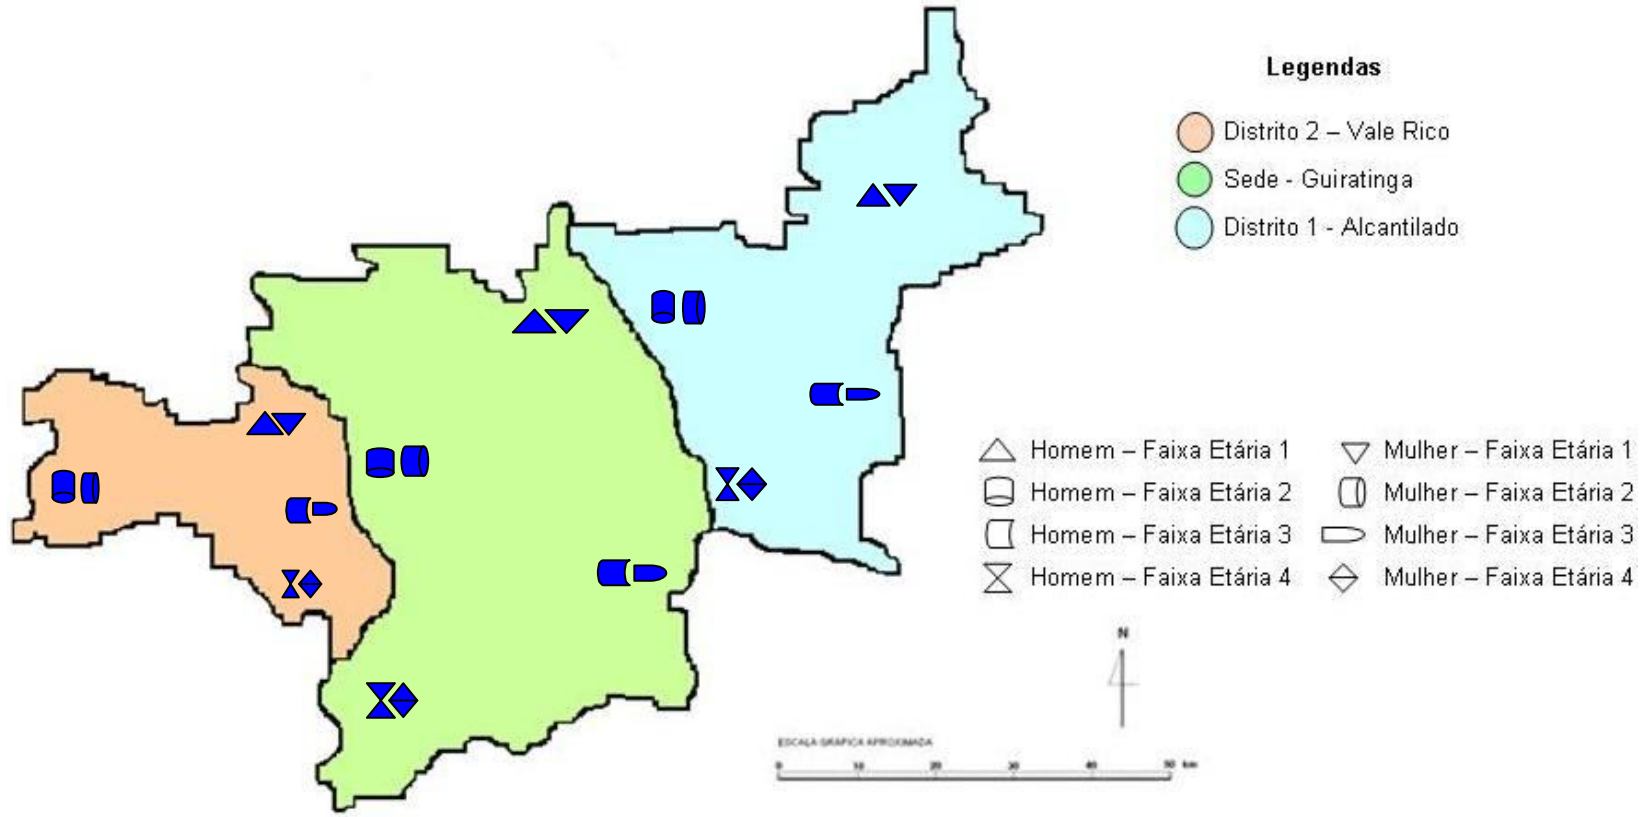 Legendas
Distrito 2 – Vale Rico
Sede - Guiratinga
Distrito 1 - Alcantilado
Homem – Faixa Etária 1
Mulher – Faixa Etária 1
Homem – Faixa Etária 2
Mulher – Faixa Etária 2
Homem – Faixa Etária 3
Mulher – Faixa Etária 3
Homem – Faixa Etária 4
Mulher – Faixa Etária 4
N
ESCALA GRÁFICA APROXIMADA
0 10 20 30 40 50 km